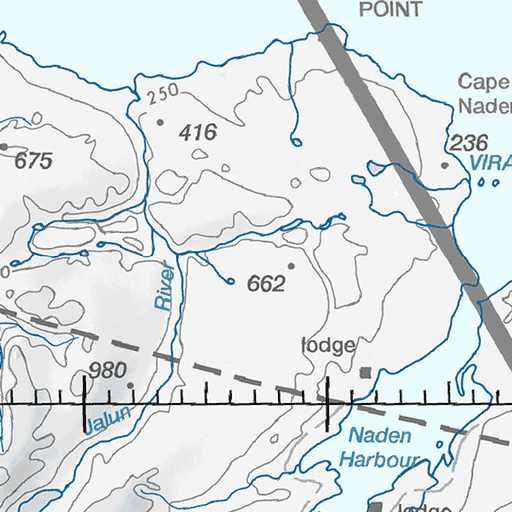 POINT
Cape
Naden
250
416
236
VIRA
675
River
662
lodge
980
Jalun
Naden
Harbour
lodge